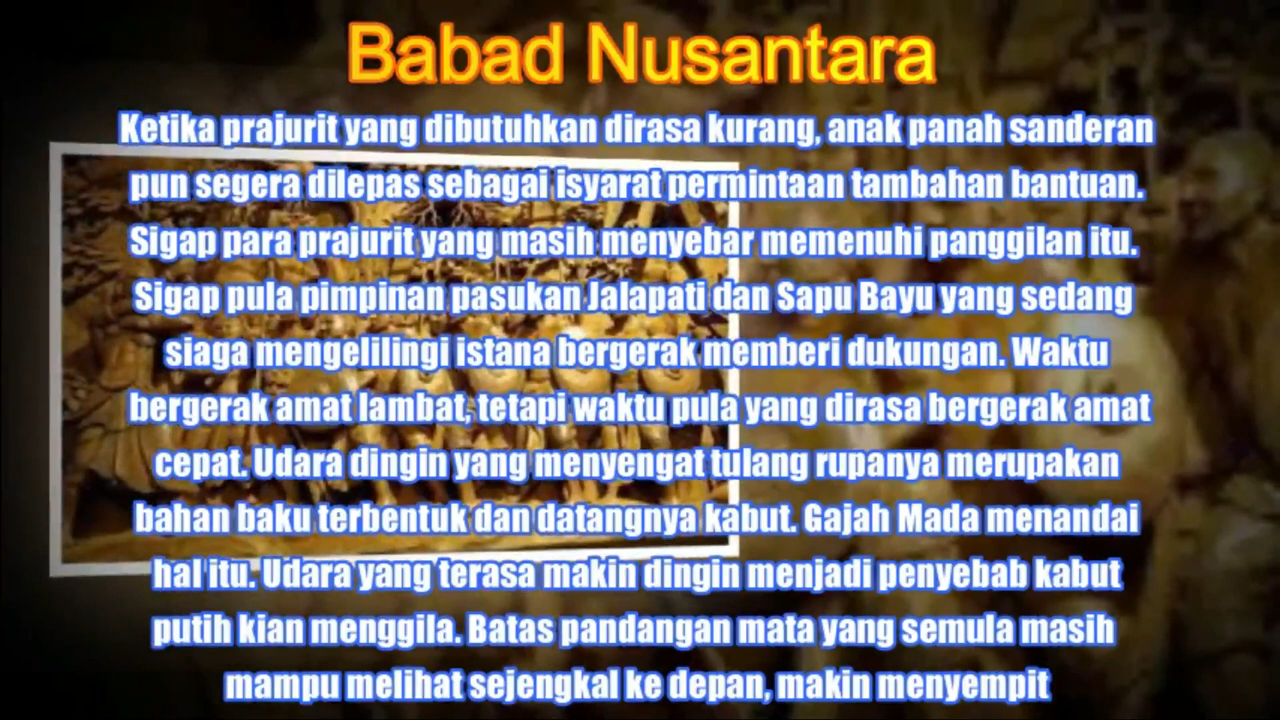 Babad Nusantara
Ketika prajurit yang dibutuhkan dirasa kurang, anak panah sanderan
pun segera dilepas sebagai isyarat permintaan tambahan bantuan.
Sigap para prajurit yang masih menyebar memenuhi panggilan itu.
Sigap pula pimpinan pasukan Jalapati dan Sapu Bayu yang sedang
siaga mengelilingi istana bergerak memberi dukungan. Waktu
bergerak amat lambat, tetapi waktu pula yang dirasa bergerak amat
cepat. Udara dingin yang menyengat tulang rupanya merupakan
bahan baku terbentuk dan datangnya kabut. Gajah Mada menandai
hal itu. Udara yang terasa makin dingin menjadi penyebab kabut
putih kian menggila. Batas pandangan mata yang semula masih
mampu melihat sejengkal ke depan, makin menyempit